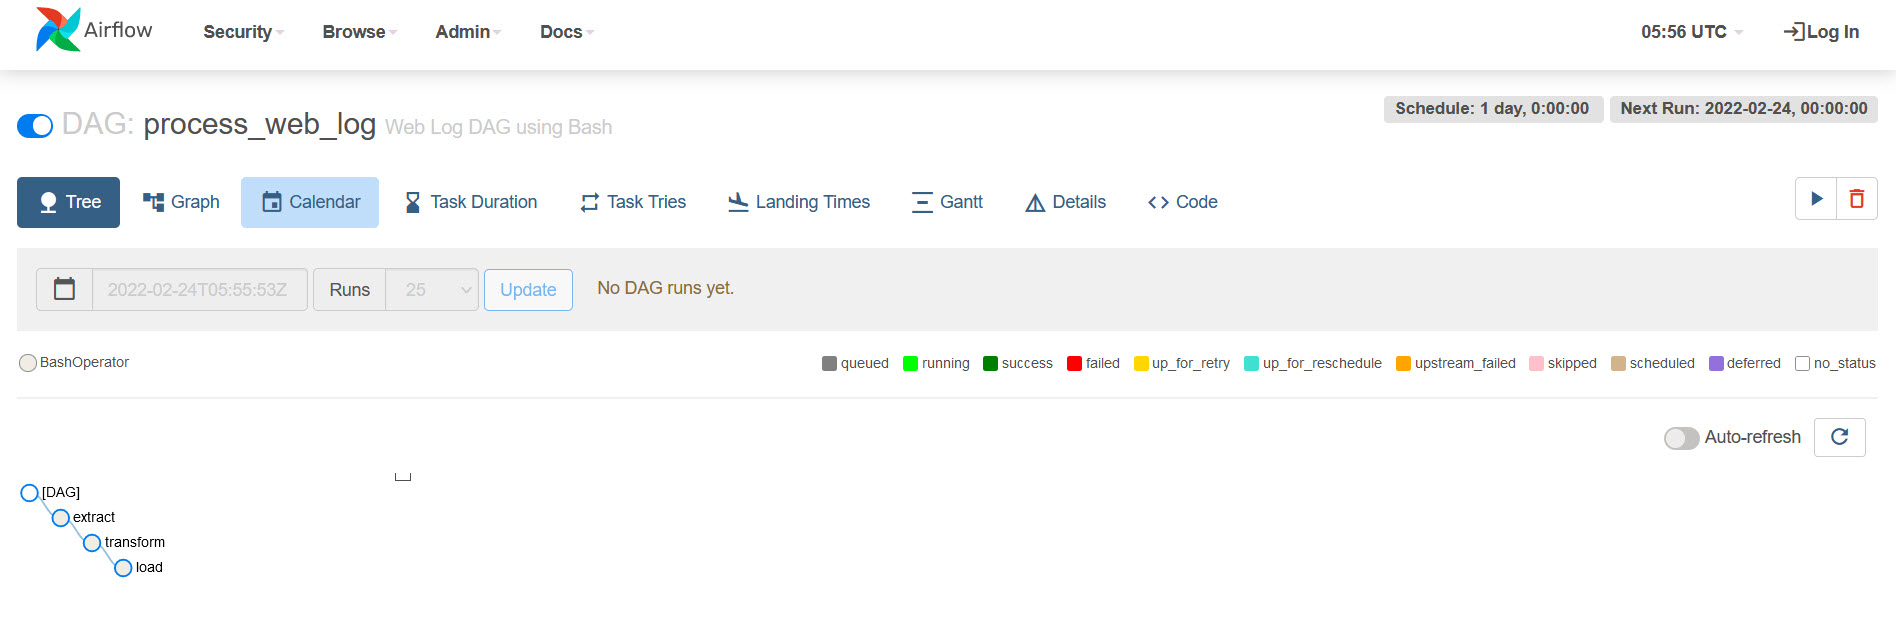 Airflow Security Browse Admin Docs 05:56 UTC Log In
DAG: process_web_log Web Log DAG using Bash Schedule: 1 day, 0:00:00 Next Run: 2022-02-24, 00:00:00
Tree Graph Calendar Task Duration Task Tries Landing Times Gantt Details Code
2022-02-24T05:55:53Z Runs 25 Update No DAG runs yet.
BashOperator queued running success failed up_for_retry up_for_reschedule upstream_failed skipped scheduled deferred no_status
Auto-refresh
[DAG]
extract
transform
load